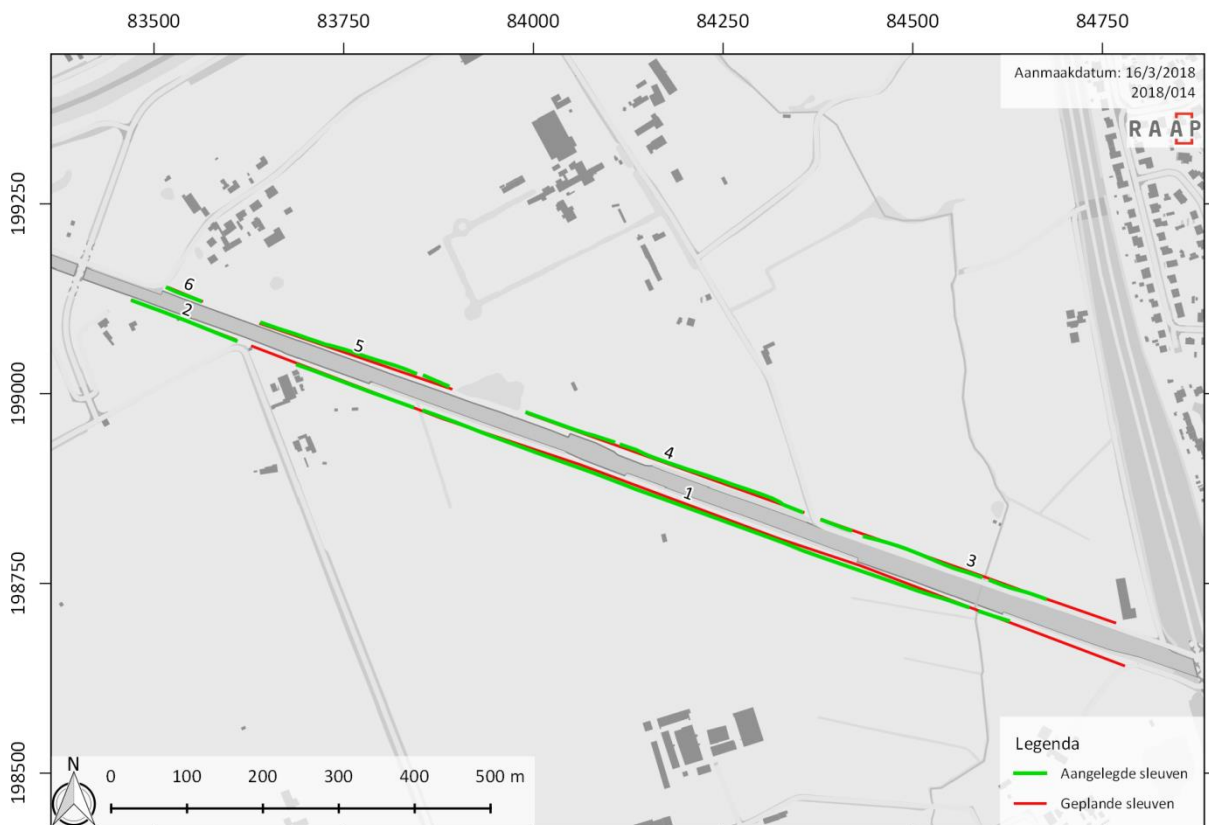 83500 83750 84000 84250 84500 84750
Aanmaakdatum: 16/3/2018
2018/014
RAAP
199250
199000
198750
198500
6
2
5
4
1
3
N
0 100 200 300 400 500 m
Legenda
Aangelegde sleuven
Geplande sleuven